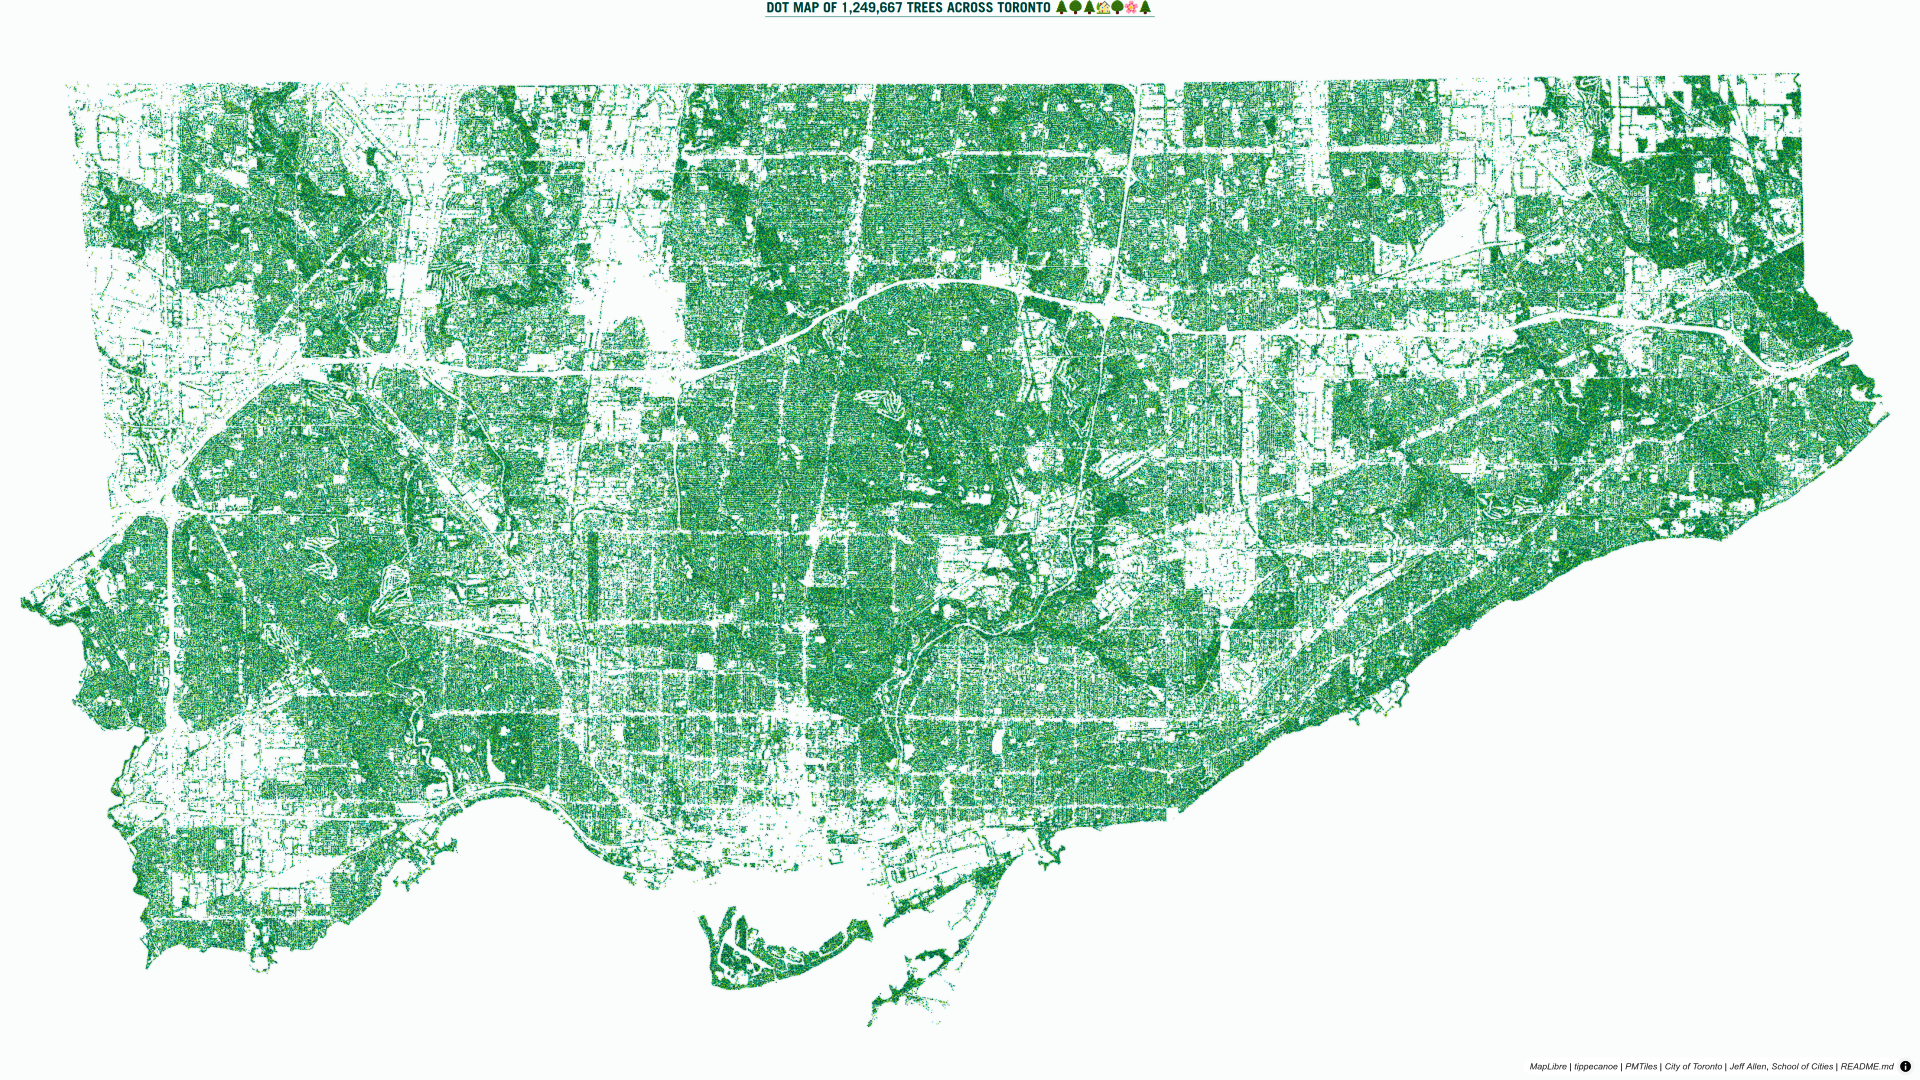 DOT MAP OF 1,249,667 TREES ACROSS TORONTO 🌲🌳🌲🏡🌳🌸🌲
MapLibre | tippecanoe | PMTiles | City of Toronto | Jeff Allen, School of Cities | README.md